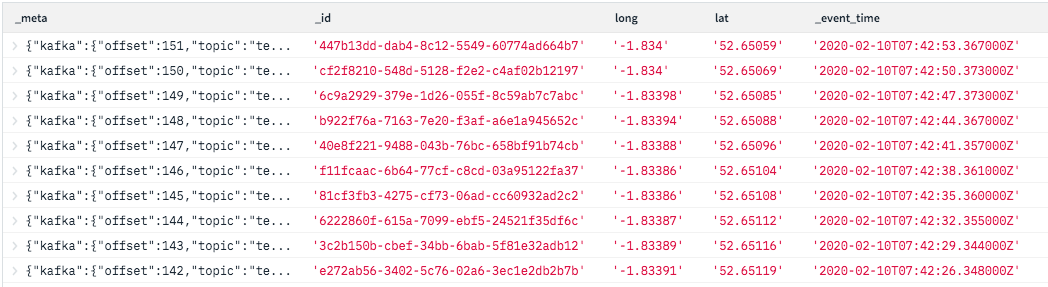 _meta _id long lat _event_time
{"kafka":{"offset":151,"topic":"te... '447b13dd-dab4-8c12-5549-60774ad664b7' '-1.834' '52.65059' '2020-02-10T07:42:53.367000Z'
{"kafka":{"offset":150,"topic":"te... 'cf2f8210-548d-5128-f2e2-c4af02b12197' '-1.834' '52.65069' '2020-02-10T07:42:50.373000Z'
{"kafka":{"offset":149,"topic":"te... '6c9a2929-379e-1d26-055f-8c59ab7c7abc' '-1.83398' '52.65085' '2020-02-10T07:42:47.373000Z'
{"kafka":{"offset":148,"topic":"te... 'b922f76a-7163-7e20-f3af-a6e1a945652c' '-1.83394' '52.65088' '2020-02-10T07:42:44.367000Z'
{"kafka":{"offset":147,"topic":"te... '40e8f221-9488-043b-76bc-658bf91b74cb' '-1.83388' '52.65096' '2020-02-10T07:42:41.357000Z'
{"kafka":{"offset":146,"topic":"te... 'f11fcaac-6b64-77cf-c8cd-03a95122fa37' '-1.83386' '52.65104' '2020-02-10T07:42:38.361000Z'
{"kafka":{"offset":145,"topic":"te... '81cf3fb3-4275-cf73-06ad-cc60932ad2c2' '-1.83386' '52.65108' '2020-02-10T07:42:35.360000Z'
{"kafka":{"offset":144,"topic":"te... '6222860f-615a-7099-ebf5-24521f35df6c' '-1.83387' '52.65112' '2020-02-10T07:42:32.355000Z'
{"kafka":{"offset":143,"topic":"te... '3c2b150b-cbef-34bb-6bab-5f81e32adb12' '-1.83389' '52.65116' '2020-02-10T07:42:29.344000Z'
{"kafka":{"offset":142,"topic":"te... 'e272ab56-3402-5c76-02a6-3ec1e2db2b7b' '-1.83391' '52.65119' '2020-02-10T07:42:26.348000Z'